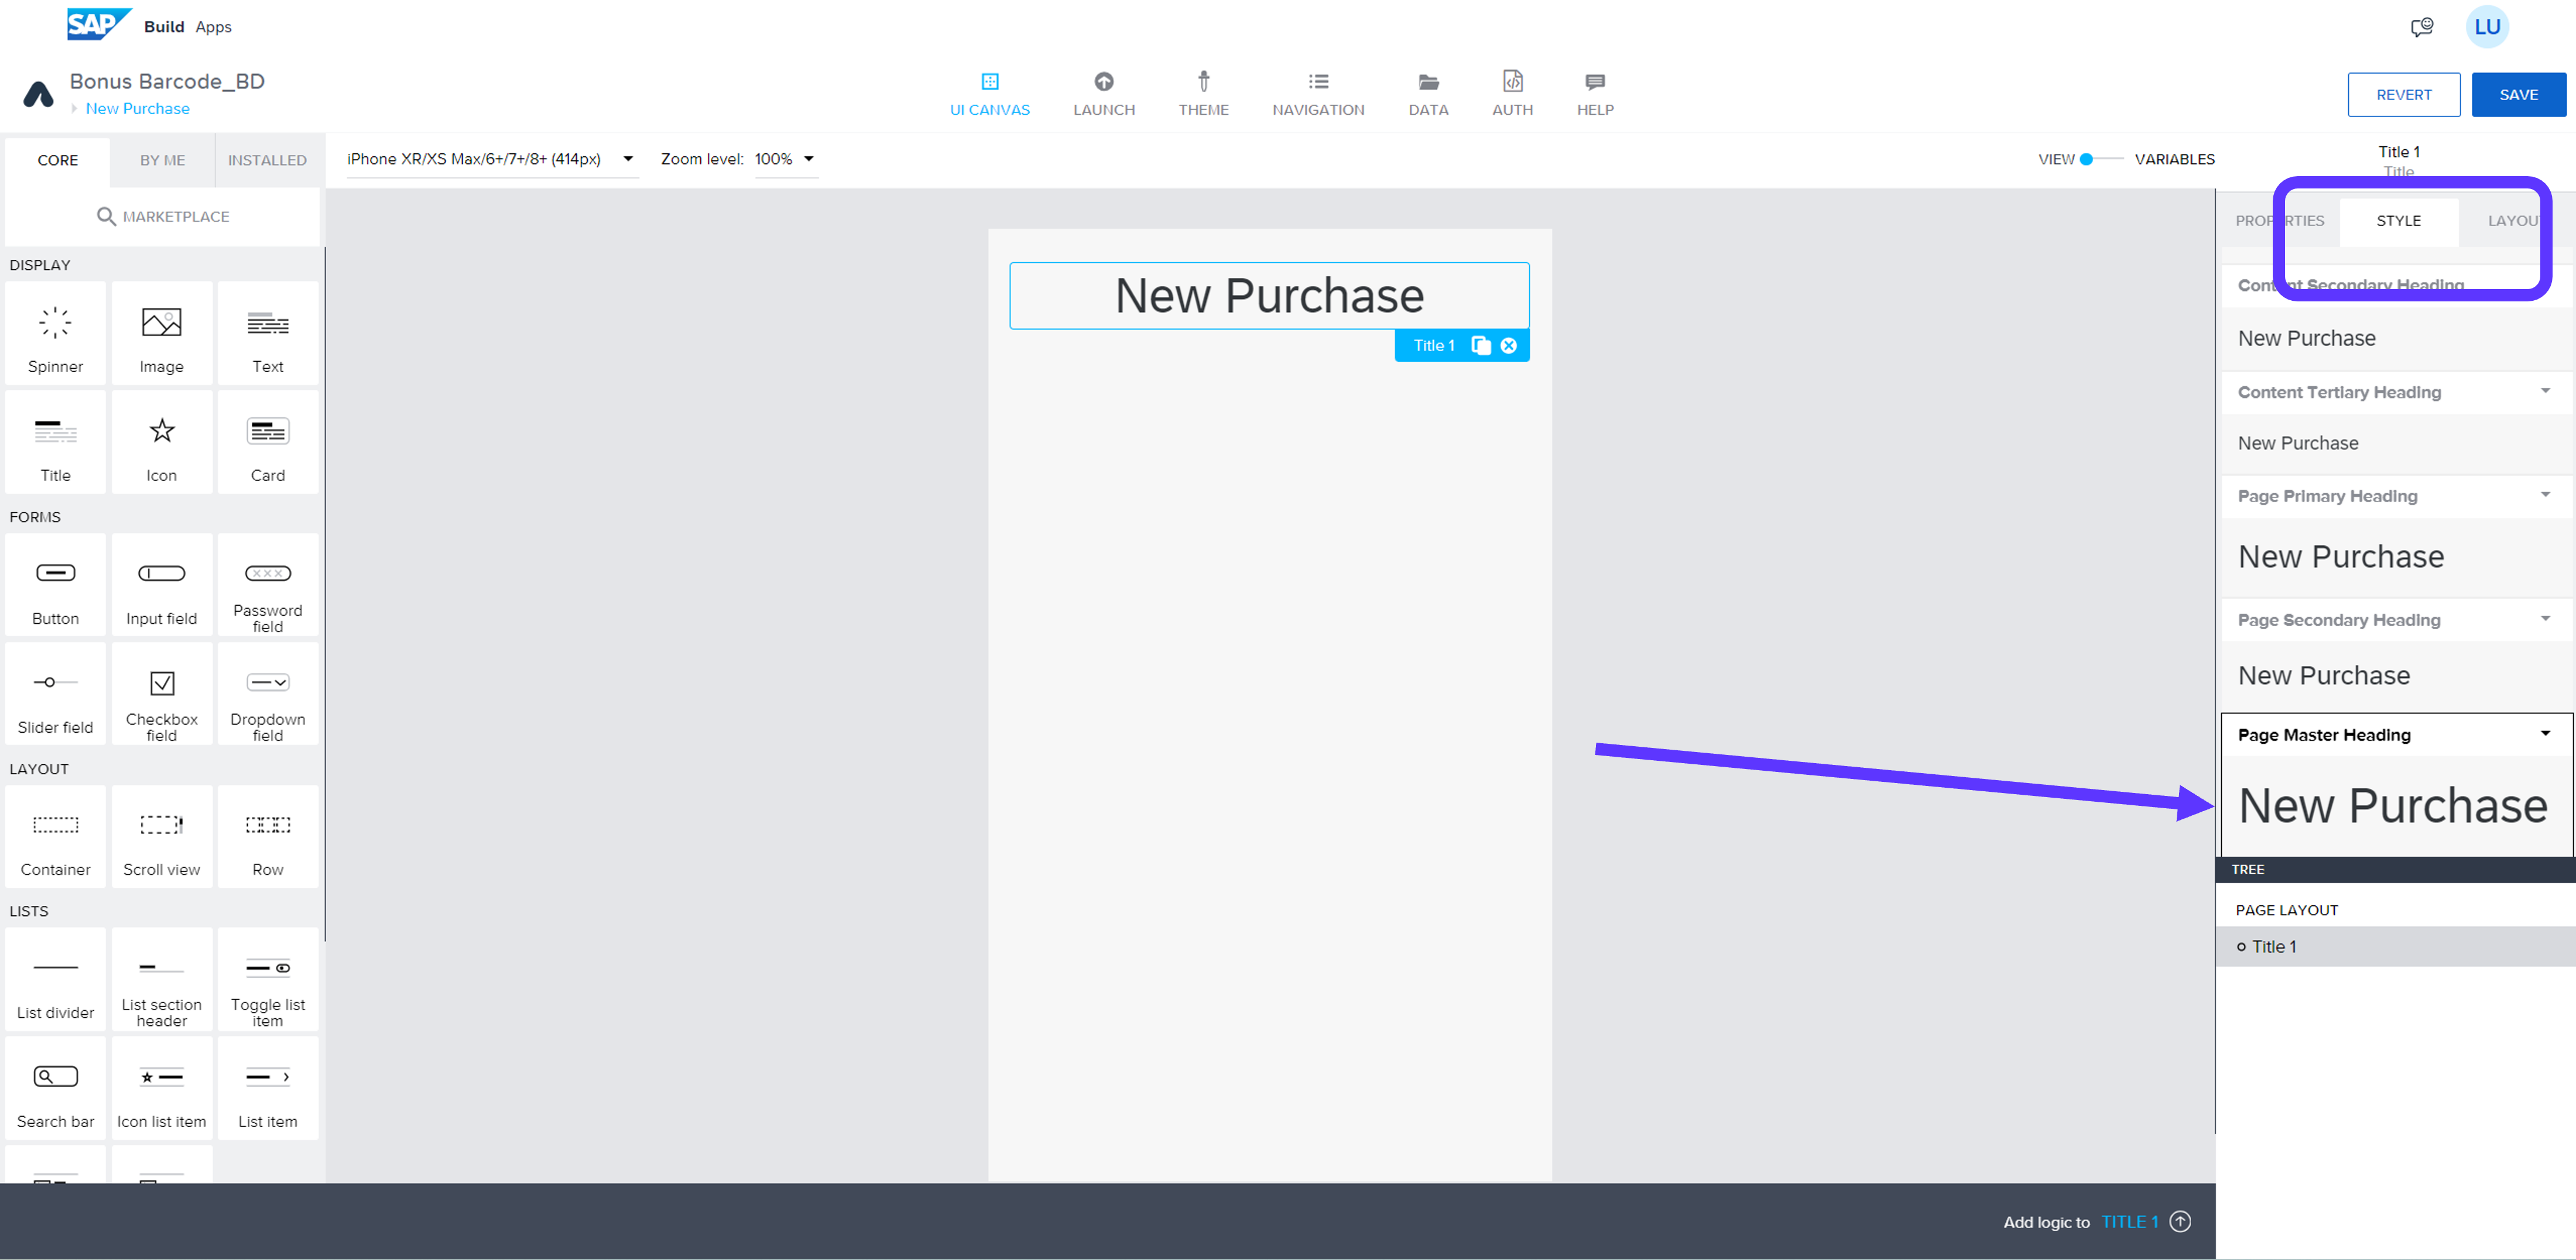 SAP Build Apps
LU
Bonus Barcode_BD
New Purchase
UI CANVAS
LAUNCH
THEME
NAVIGATION
DATA
AUTH
HELP
REVERT
SAVE
CORE
BY ME
INSTALLED
iPhone XR/XS Max/6+/7+/8+ (414px)
Zoom level: 100%
VIEW
VARIABLES
Title 1
Title
MARKETPLACE
PROPERTIES
STYLE
LAYOUT
DISPLAY
Spinner
Image
Text
Title
Icon
Card
FORMS
Button
Input field
Password
field
Slider field
Checkbox
field
Dropdown
field
LAYOUT
Container
Scroll view
Row
LISTS
List divider
List section
header
Toggle list
item
Search bar
Icon list item
List item
New Purchase
Title 1
Content Secondary Heading
New Purchase
Content Tertiary Heading
New Purchase
Page Primary Heading
New Purchase
Page Secondary Heading
New Purchase
Page Master Heading
New Purchase
TREE
PAGE LAYOUT
Title 1
Add logic to TITLE 1